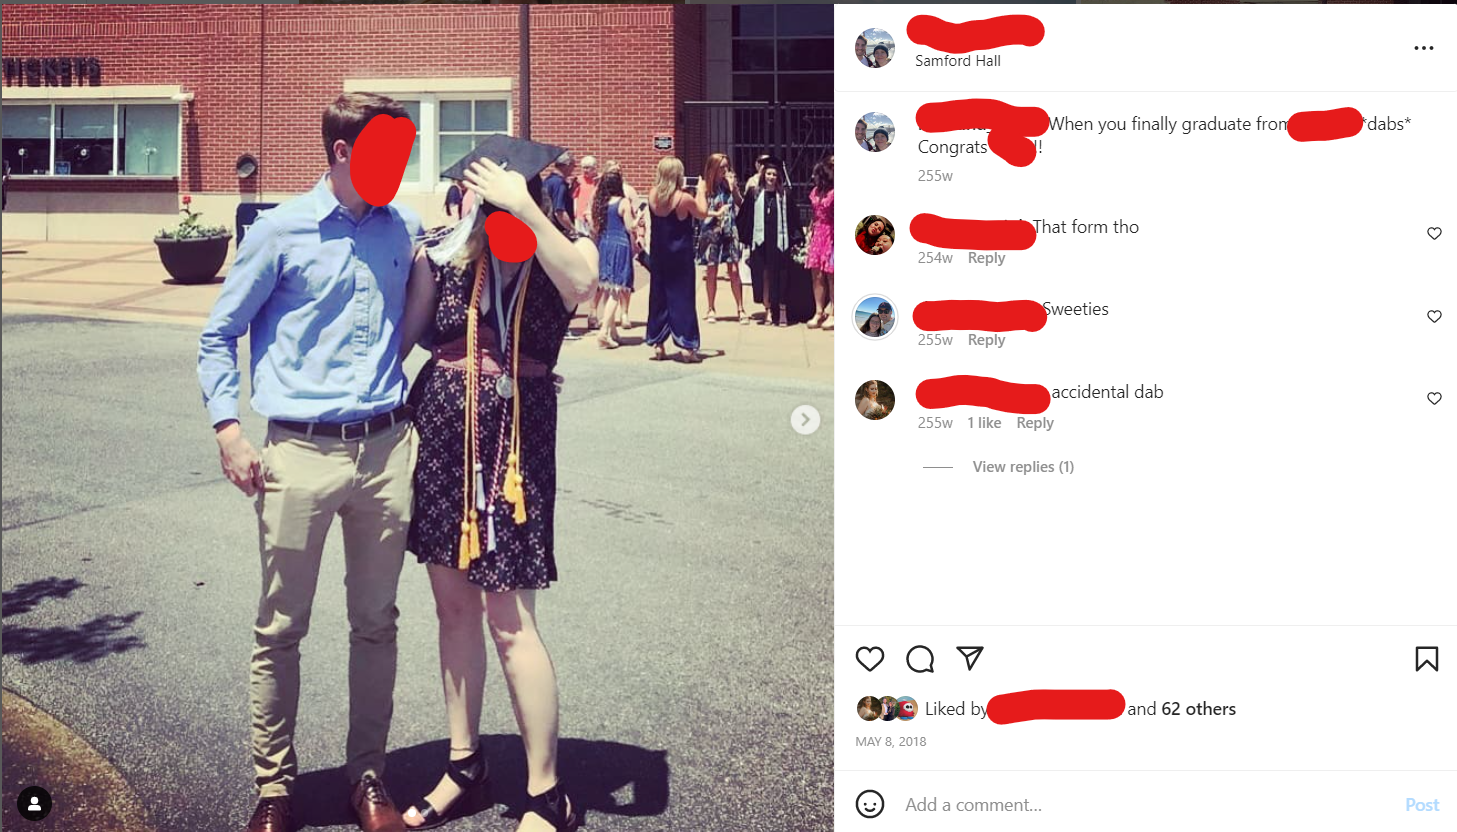 TICKETS
Samford Hall
When you finally graduate from *dabs*
Congrats !!
255w
That form tho
254w Reply
Sweeties
255w Reply
accidental dab
255w 1 like Reply
View replies (1)
Liked by and 62 others
MAY 8, 2018
Add a comment... Post